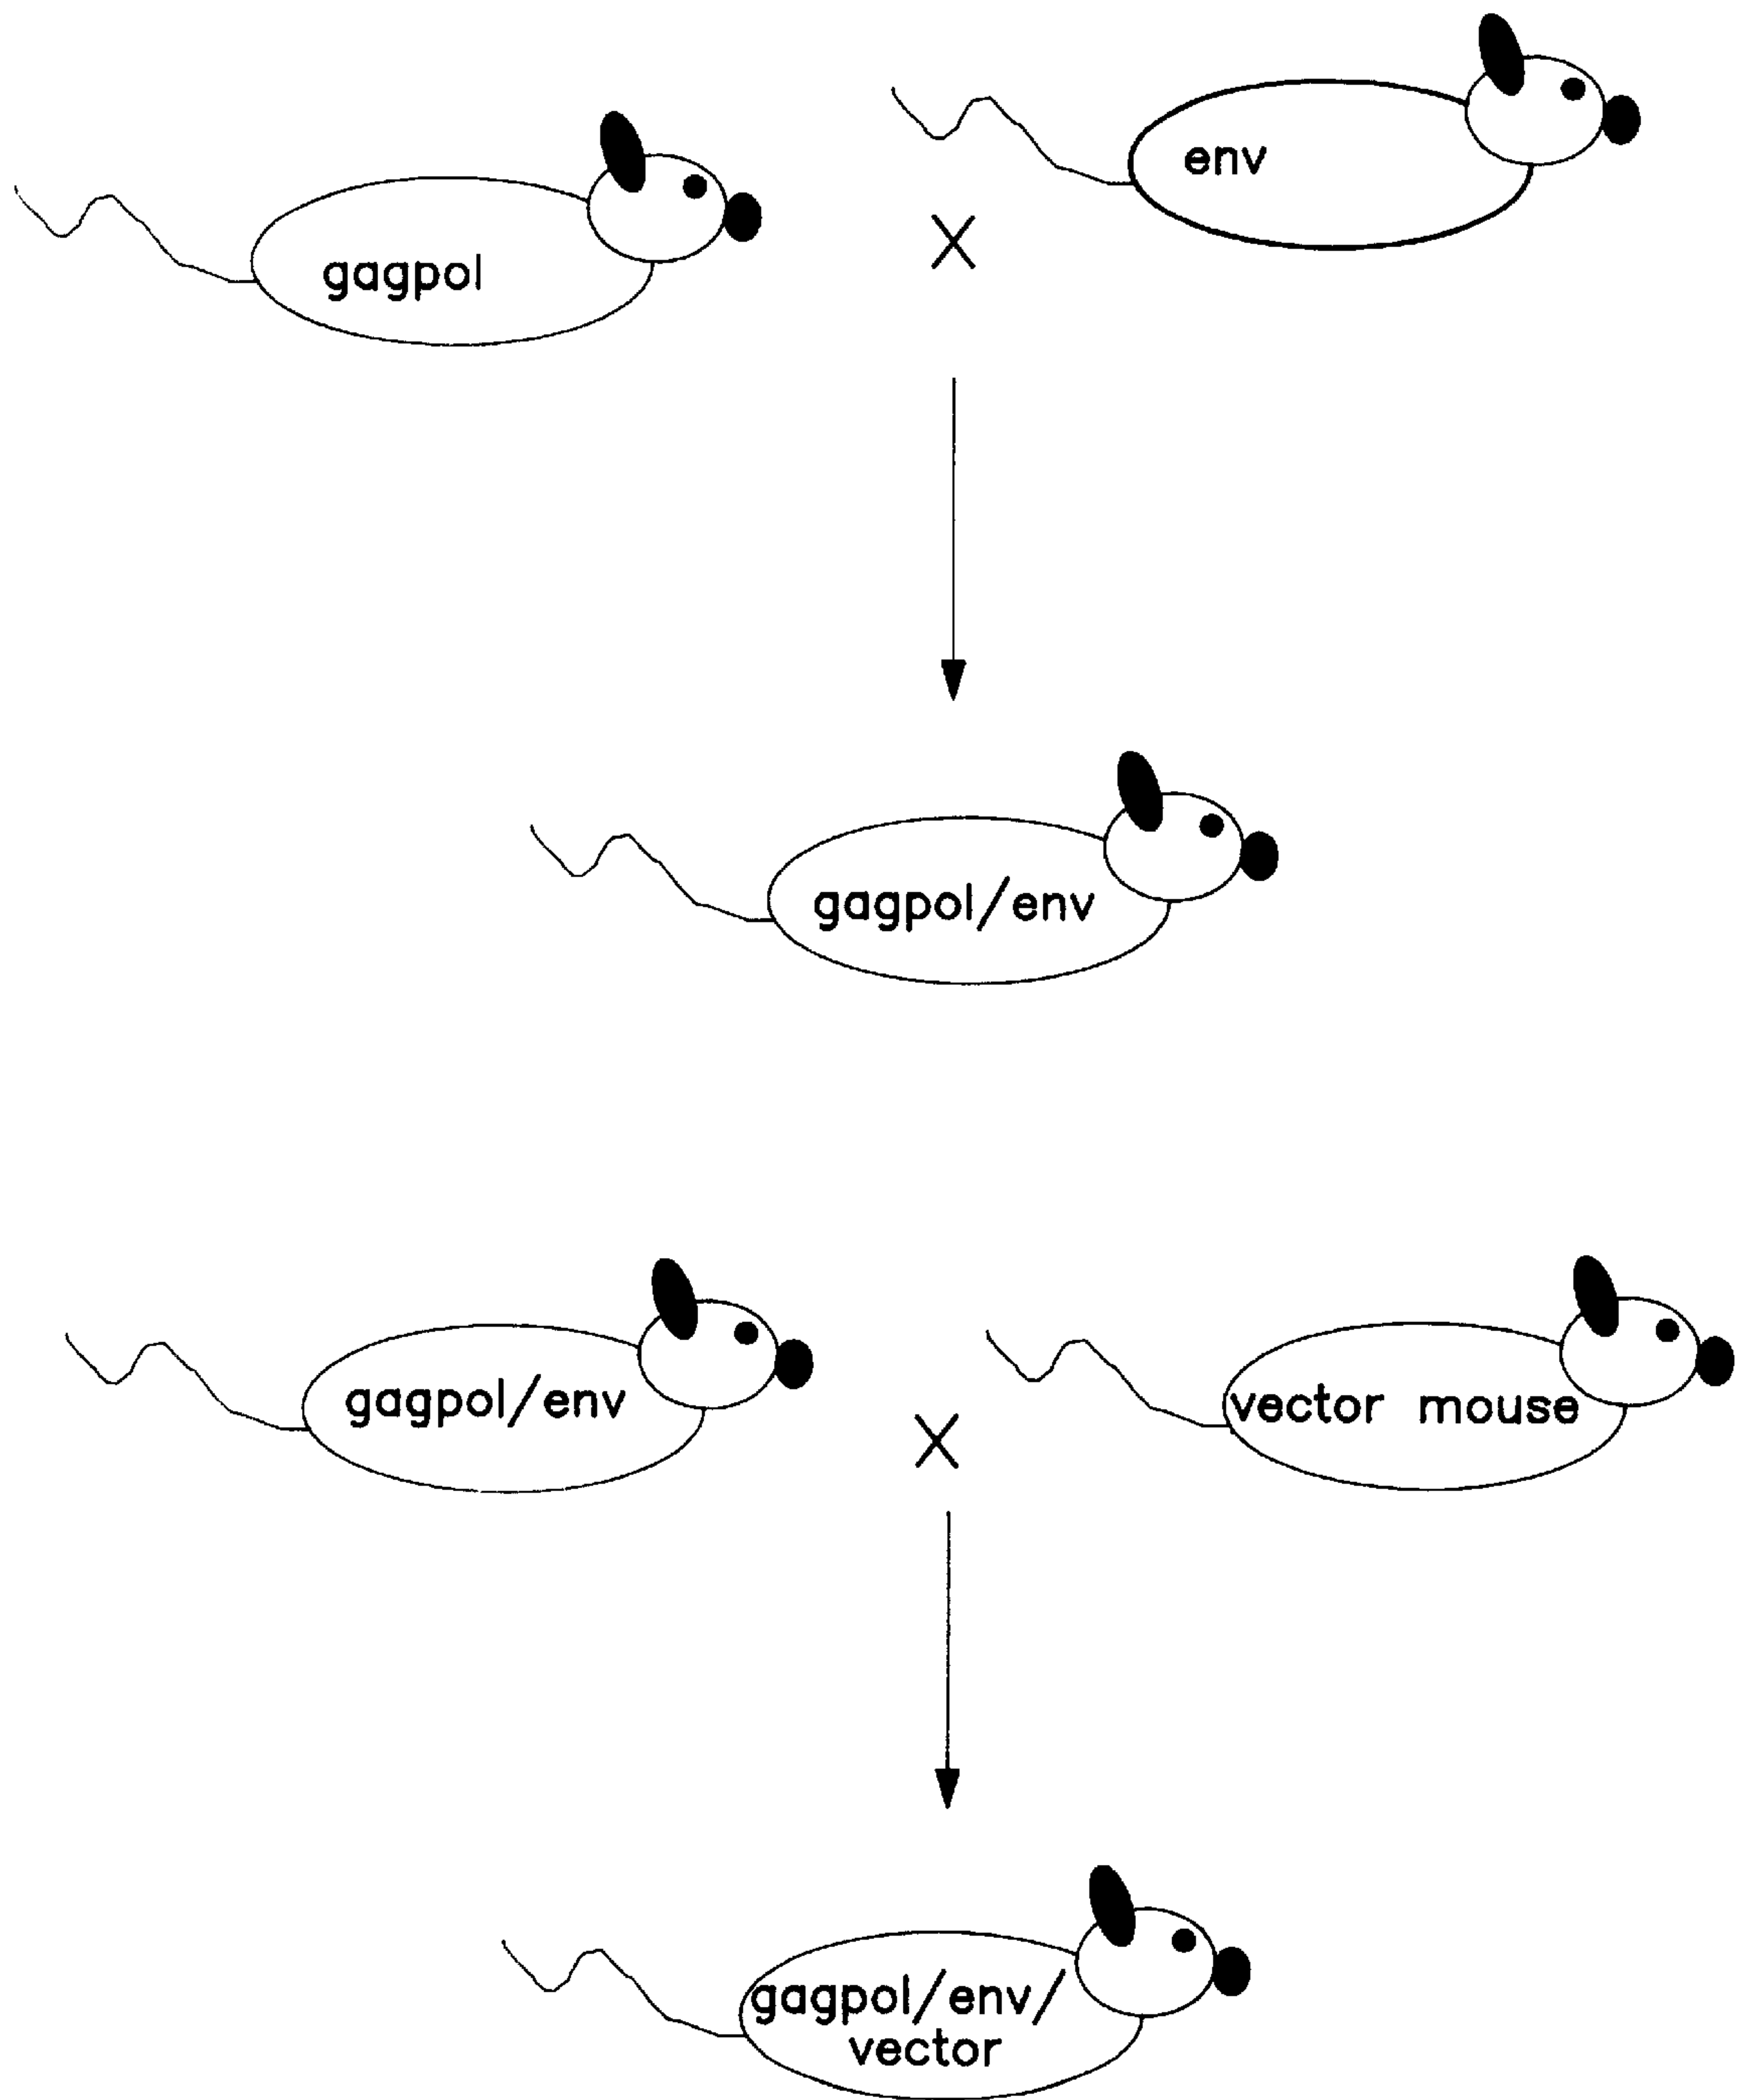 gagpol
env
X
gagpol/env
gagpol/env
X
vector mouse
gagpol/env/
vector